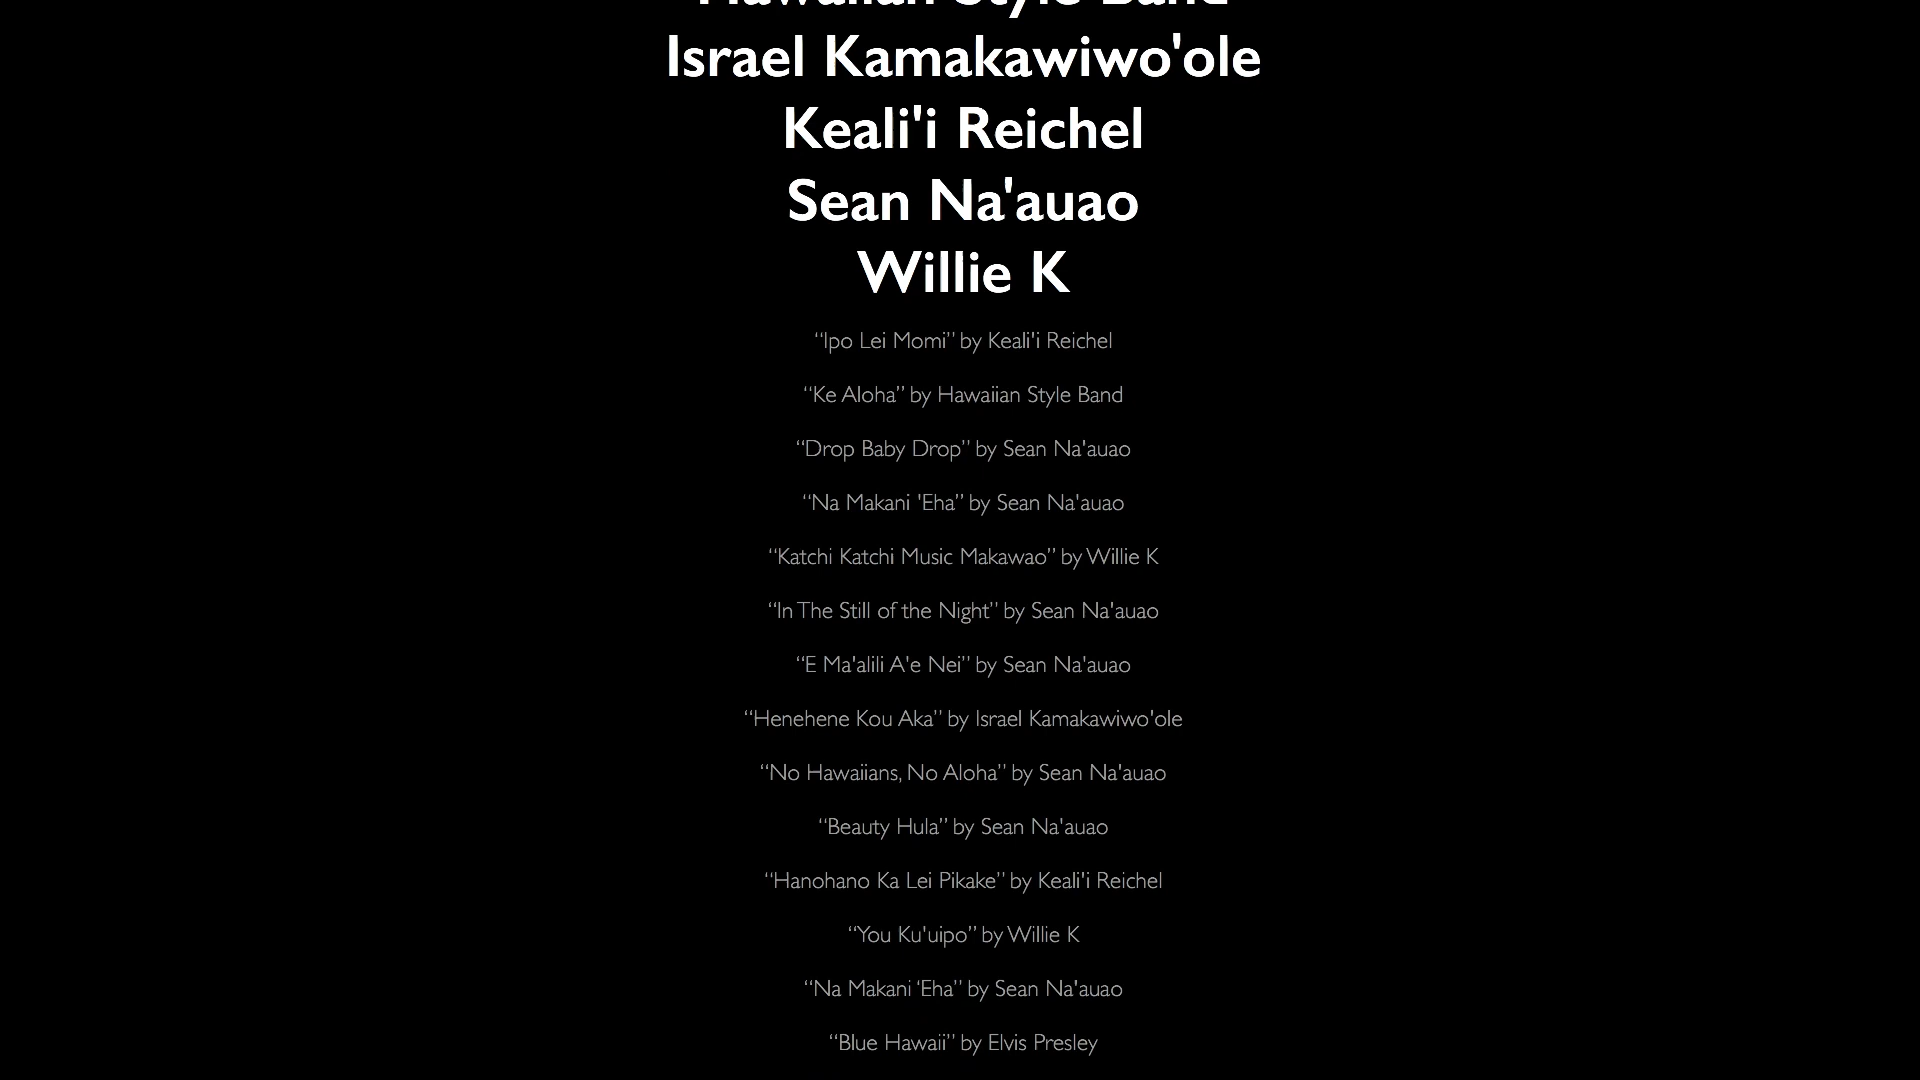 Hawaiian Style Band
Israel Kamakawiwo'ole
Keali'i Reichel
Sean Na'auao
Willie K
“Ipo Lei Momi” by Keali'i Reichel
“Ke Aloha” by Hawaiian Style Band
“Drop Baby Drop” by Sean Na'auao
“Na Makani 'Eha” by Sean Na'auao
“Katchi Katchi Music Makawao” by Willie K
“In The Still of the Night” by Sean Na'auao
“E Ma'alili A'e Nei” by Sean Na'auao
“Henehene Kou Aka” by Israel Kamakawiwo'ole
“No Hawaiians, No Aloha” by Sean Na'auao
“Beauty Hula” by Sean Na'auao
“Hanohano Ka Lei Pikake” by Keali'i Reichel
“You Ku'uipo” by Willie K
“Na Makani ‘Eha” by Sean Na'auao
“Blue Hawaii” by Elvis Presley